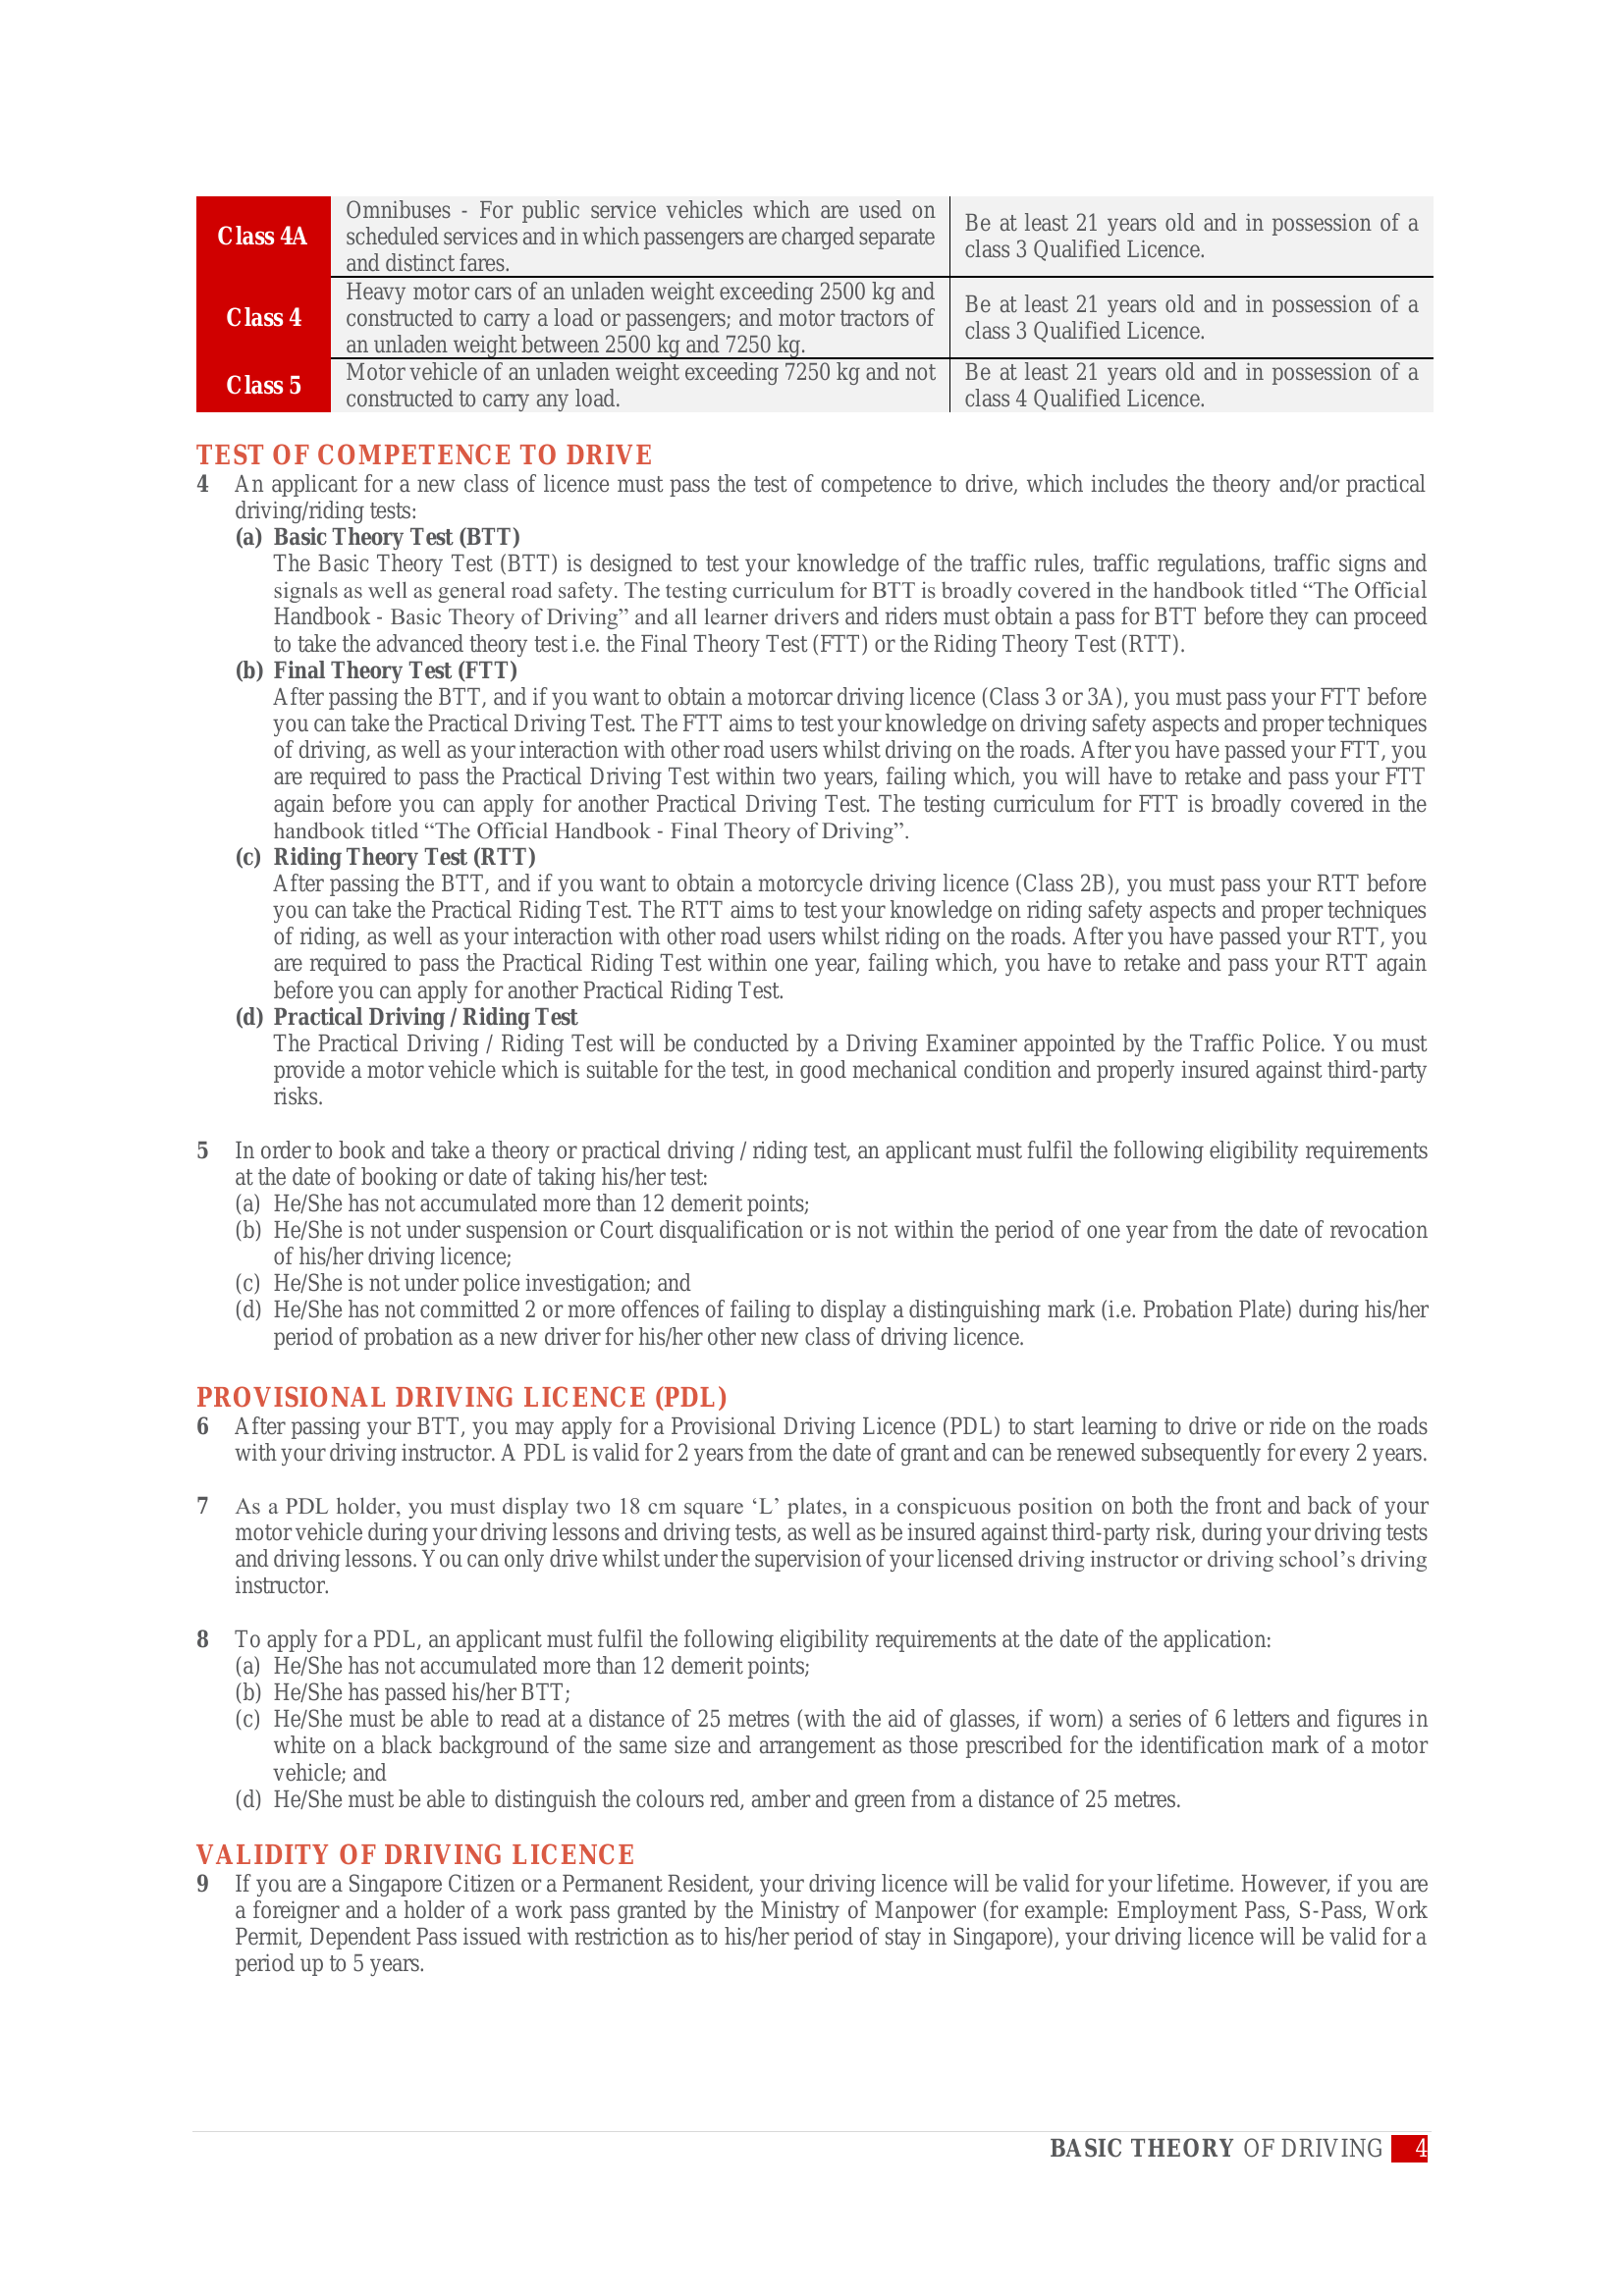 Class 4A
Omnibuses - For public service vehicles which are used on
scheduled services and in which passengers are charged separate
and distinct fares.
Be at least 21 years old and in possession of a
class 3 Qualified Licence.
Class 4
Heavy motor cars of an unladen weight exceeding 2500 kg and
constructed to carry a load or passengers; and motor tractors of
an unladen weight between 2500 kg and 7250 kg.
Be at least 21 years old and in possession of a
class 3 Qualified Licence.
Class 5
Motor vehicle of an unladen weight exceeding 7250 kg and not
constructed to carry any load.
Be at least 21 years old and in possession of a
class 4 Qualified Licence.
TEST OF COMPETENCE TO DRIVE
4 An applicant for a new class of licence must pass the test of competence to drive, which includes the theory and/or practical
driving/riding tests:
(a) Basic Theory Test (BTT)
The Basic Theory Test (BTT) is designed to test your knowledge of the traffic rules, traffic regulations, traffic signs and
signals as well as general road safety. The testing curriculum for BTT is broadly covered in the handbook titled “The Official
Handbook - Basic Theory of Driving” and all learner drivers and riders must obtain a pass for BTT before they can proceed
to take the advanced theory test i.e. the Final Theory Test (FTT) or the Riding Theory Test (RTT).
(b) Final Theory Test (FTT)
After passing the BTT, and if you want to obtain a motorcar driving licence (Class 3 or 3A), you must pass your FTT before
you can take the Practical Driving Test. The FTT aims to test your knowledge on driving safety aspects and proper techniques
of driving, as well as your interaction with other road users whilst driving on the roads. After you have passed your FTT, you
are required to pass the Practical Driving Test within two years, failing which, you will have to retake and pass your FTT
again before you can apply for another Practical Driving Test. The testing curriculum for FTT is broadly covered in the
handbook titled “The Official Handbook - Final Theory of Driving”.
(c) Riding Theory Test (RTT)
After passing the BTT, and if you want to obtain a motorcycle driving licence (Class 2B), you must pass your RTT before
you can take the Practical Riding Test. The RTT aims to test your knowledge on riding safety aspects and proper techniques
of riding, as well as your interaction with other road users whilst riding on the roads. After you have passed your RTT, you
are required to pass the Practical Riding Test within one year, failing which, you have to retake and pass your RTT again
before you can apply for another Practical Riding Test.
(d) Practical Driving / Riding Test
The Practical Driving / Riding Test will be conducted by a Driving Examiner appointed by the Traffic Police. You must
provide a motor vehicle which is suitable for the test, in good mechanical condition and properly insured against third-party
risks.
5 In order to book and take a theory or practical driving / riding test, an applicant must fulfil the following eligibility requirements
at the date of booking or date of taking his/her test:
(a) He/She has not accumulated more than 12 demerit points;
(b) He/She is not under suspension or Court disqualification or is not within the period of one year from the date of revocation
of his/her driving licence;
(c) He/She is not under police investigation; and
(d) He/She has not committed 2 or more offences of failing to display a distinguishing mark (i.e. Probation Plate) during his/her
period of probation as a new driver for his/her other new class of driving licence.
PROVISIONAL DRIVING LICENCE (PDL)
6 After passing your BTT, you may apply for a Provisional Driving Licence (PDL) to start learning to drive or ride on the roads
with your driving instructor. A PDL is valid for 2 years from the date of grant and can be renewed subsequently for every 2 years.
7 As a PDL holder, you must display two 18 cm square ‘L’ plates, in a conspicuous position on both the front and back of your
motor vehicle during your driving lessons and driving tests, as well as be insured against third-party risk, during your driving tests
and driving lessons. You can only drive whilst under the supervision of your licensed driving instructor or driving school’s driving
instructor.
8 To apply for a PDL, an applicant must fulfil the following eligibility requirements at the date of the application:
(a) He/She has not accumulated more than 12 demerit points;
(b) He/She has passed his/her BTT;
(c) He/She must be able to read at a distance of 25 metres (with the aid of glasses, if worn) a series of 6 letters and figures in
white on a black background of the same size and arrangement as those prescribed for the identification mark of a motor
vehicle; and
(d) He/She must be able to distinguish the colours red, amber and green from a distance of 25 metres.
VALIDITY OF DRIVING LICENCE
9 If you are a Singapore Citizen or a Permanent Resident, your driving licence will be valid for your lifetime. However, if you are
a foreigner and a holder of a work pass granted by the Ministry of Manpower (for example: Employment Pass, S-Pass, Work
Permit, Dependent Pass issued with restriction as to his/her period of stay in Singapore), your driving licence will be valid for a
period up to 5 years.
BASIC THEORY OF DRIVING 4